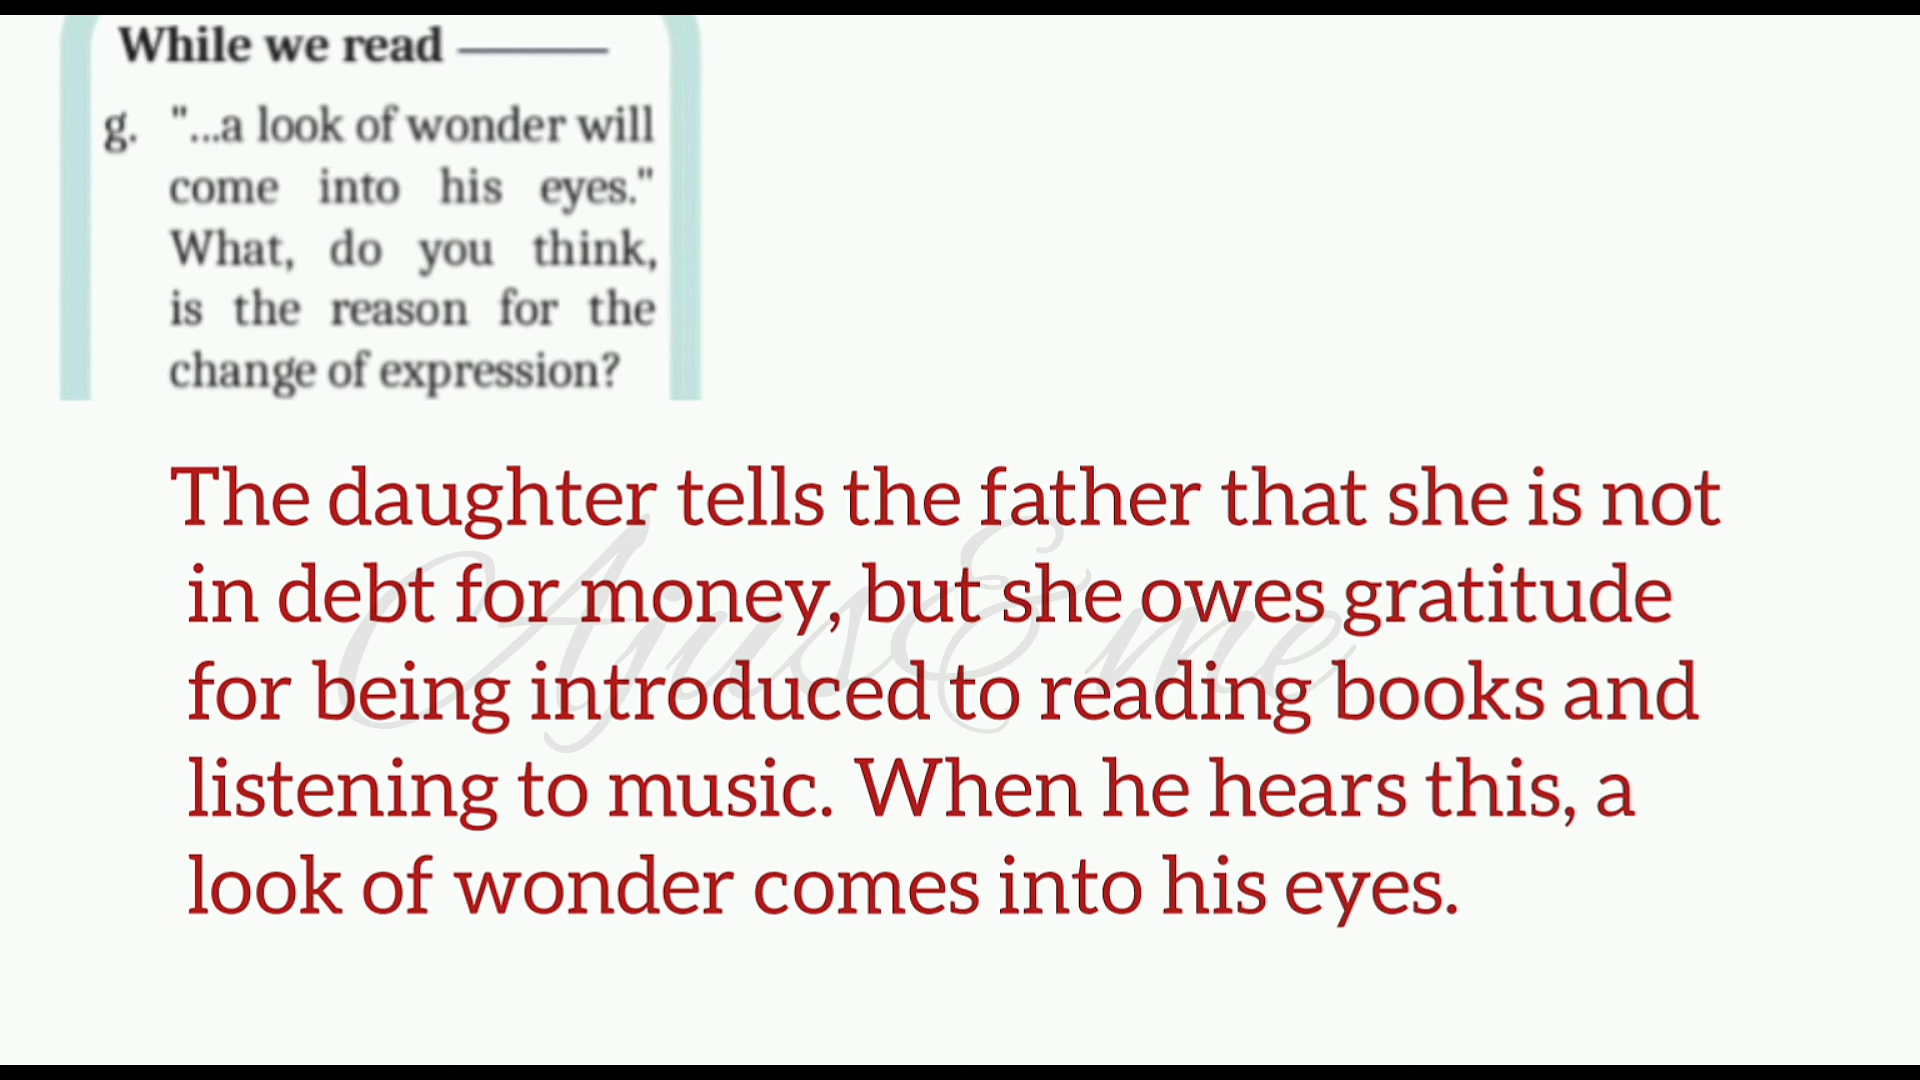 While we read
g. "...a look of wonder will
come into his eyes."
What, do you think,
is the reason for the
change of expression?
The daughter tells the father that she is not
in debt for money, but she owes gratitude
for being introduced to reading books and
listening to music. When he hears this, a
look of wonder comes into his eyes.
Ajus & me